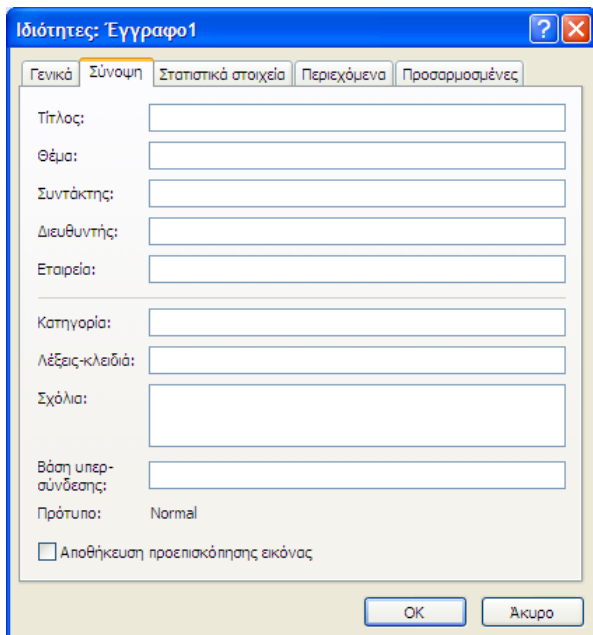 Ιδιότητες: Έγγραφο1
Γενικά Σύνοψη Στατιστικά στοιχεία Περιεχόμενα Προσαρμοσμένες
Τίτλος:
Θέμα:
Συντάκτης:
Διευθυντής:
Εταιρεία:
Κατηγορία:
Λέξεις-κλειδιά:
Σχόλια:
Βάση υπερ-
σύνδεσης:
Πρότυπο: Normal
Αποθήκευση προεπισκόπησης εικόνας
OK Άκυρο